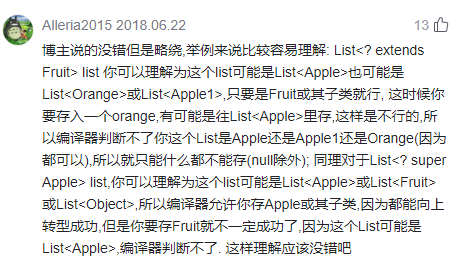 Alleria2015 2018.06.22
13
博主说的没错但是略绕,举例来说比较容易理解: List<? extends
Fruit> list 你可以理解为这个list可能是List<Apple>也可能是
List<Orange>或List<Apple1>,只要是Fruit或其子类就行, 这时候你
要存入一个orange,有可能是往List<Apple>里存,这样是不行的,所
以编译器判断不了你这个List是Apple还是Apple1还是Orange(因为
都可以),所以就只能什么都不能存(null除外); 同理对于List<? super
Apple> list,你可以理解为这个list可能是List<Apple>或List<Fruit>
或List<Object>,所以编译器允许你存Apple或其子类,因为都能向上
转型成功,但是你要存Fruit就不一定成功了,因为这个List可能是
List<Apple>,编译器判断不了. 这样理解应该没错吧